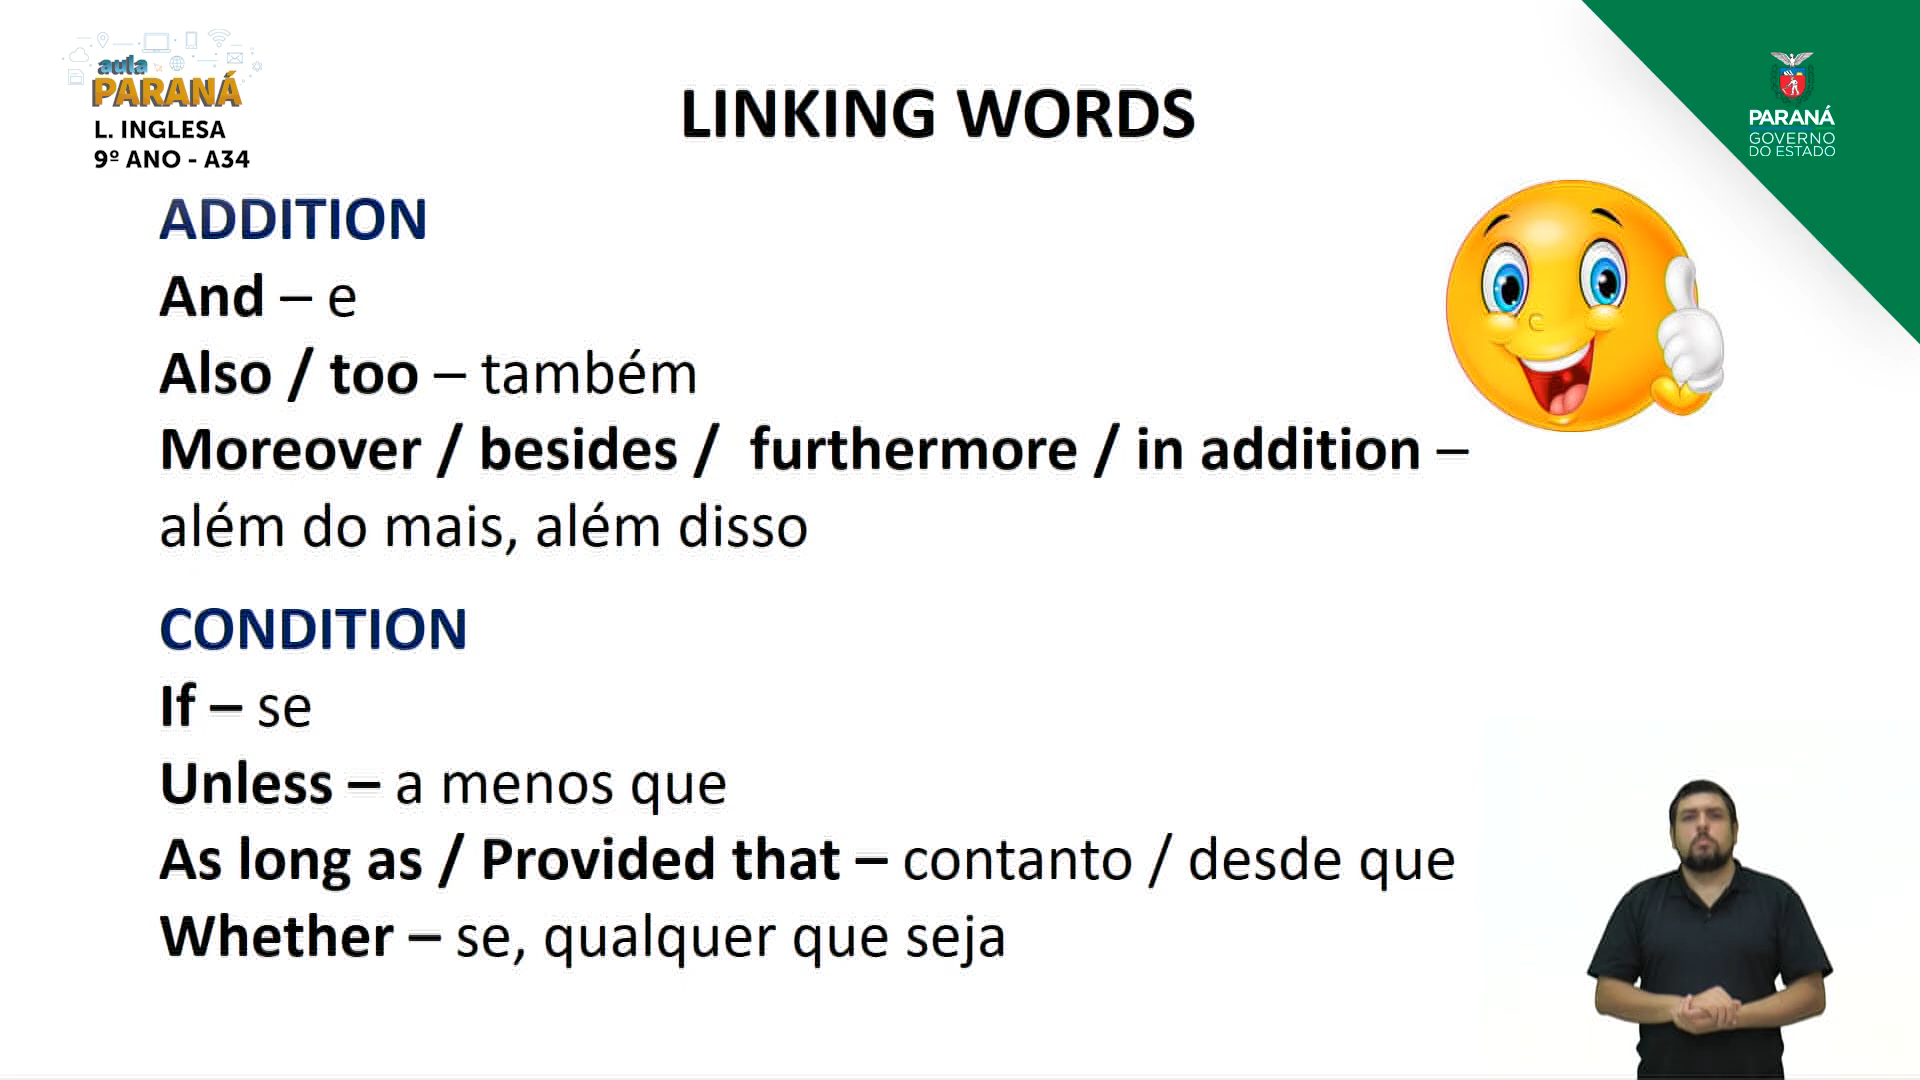 aula
PARANÁ
L. INGLESA
9º ANO - A34
LINKING WORDS
PARANÁ
GOVERNO
DO ESTADO
ADDITION
And – e
Also / too – também
Moreover / besides / furthermore / in addition –
além do mais, além disso
CONDITION
If – se
Unless – a menos que
As long as / Provided that – contanto / desde que
Whether – se, qualquer que seja